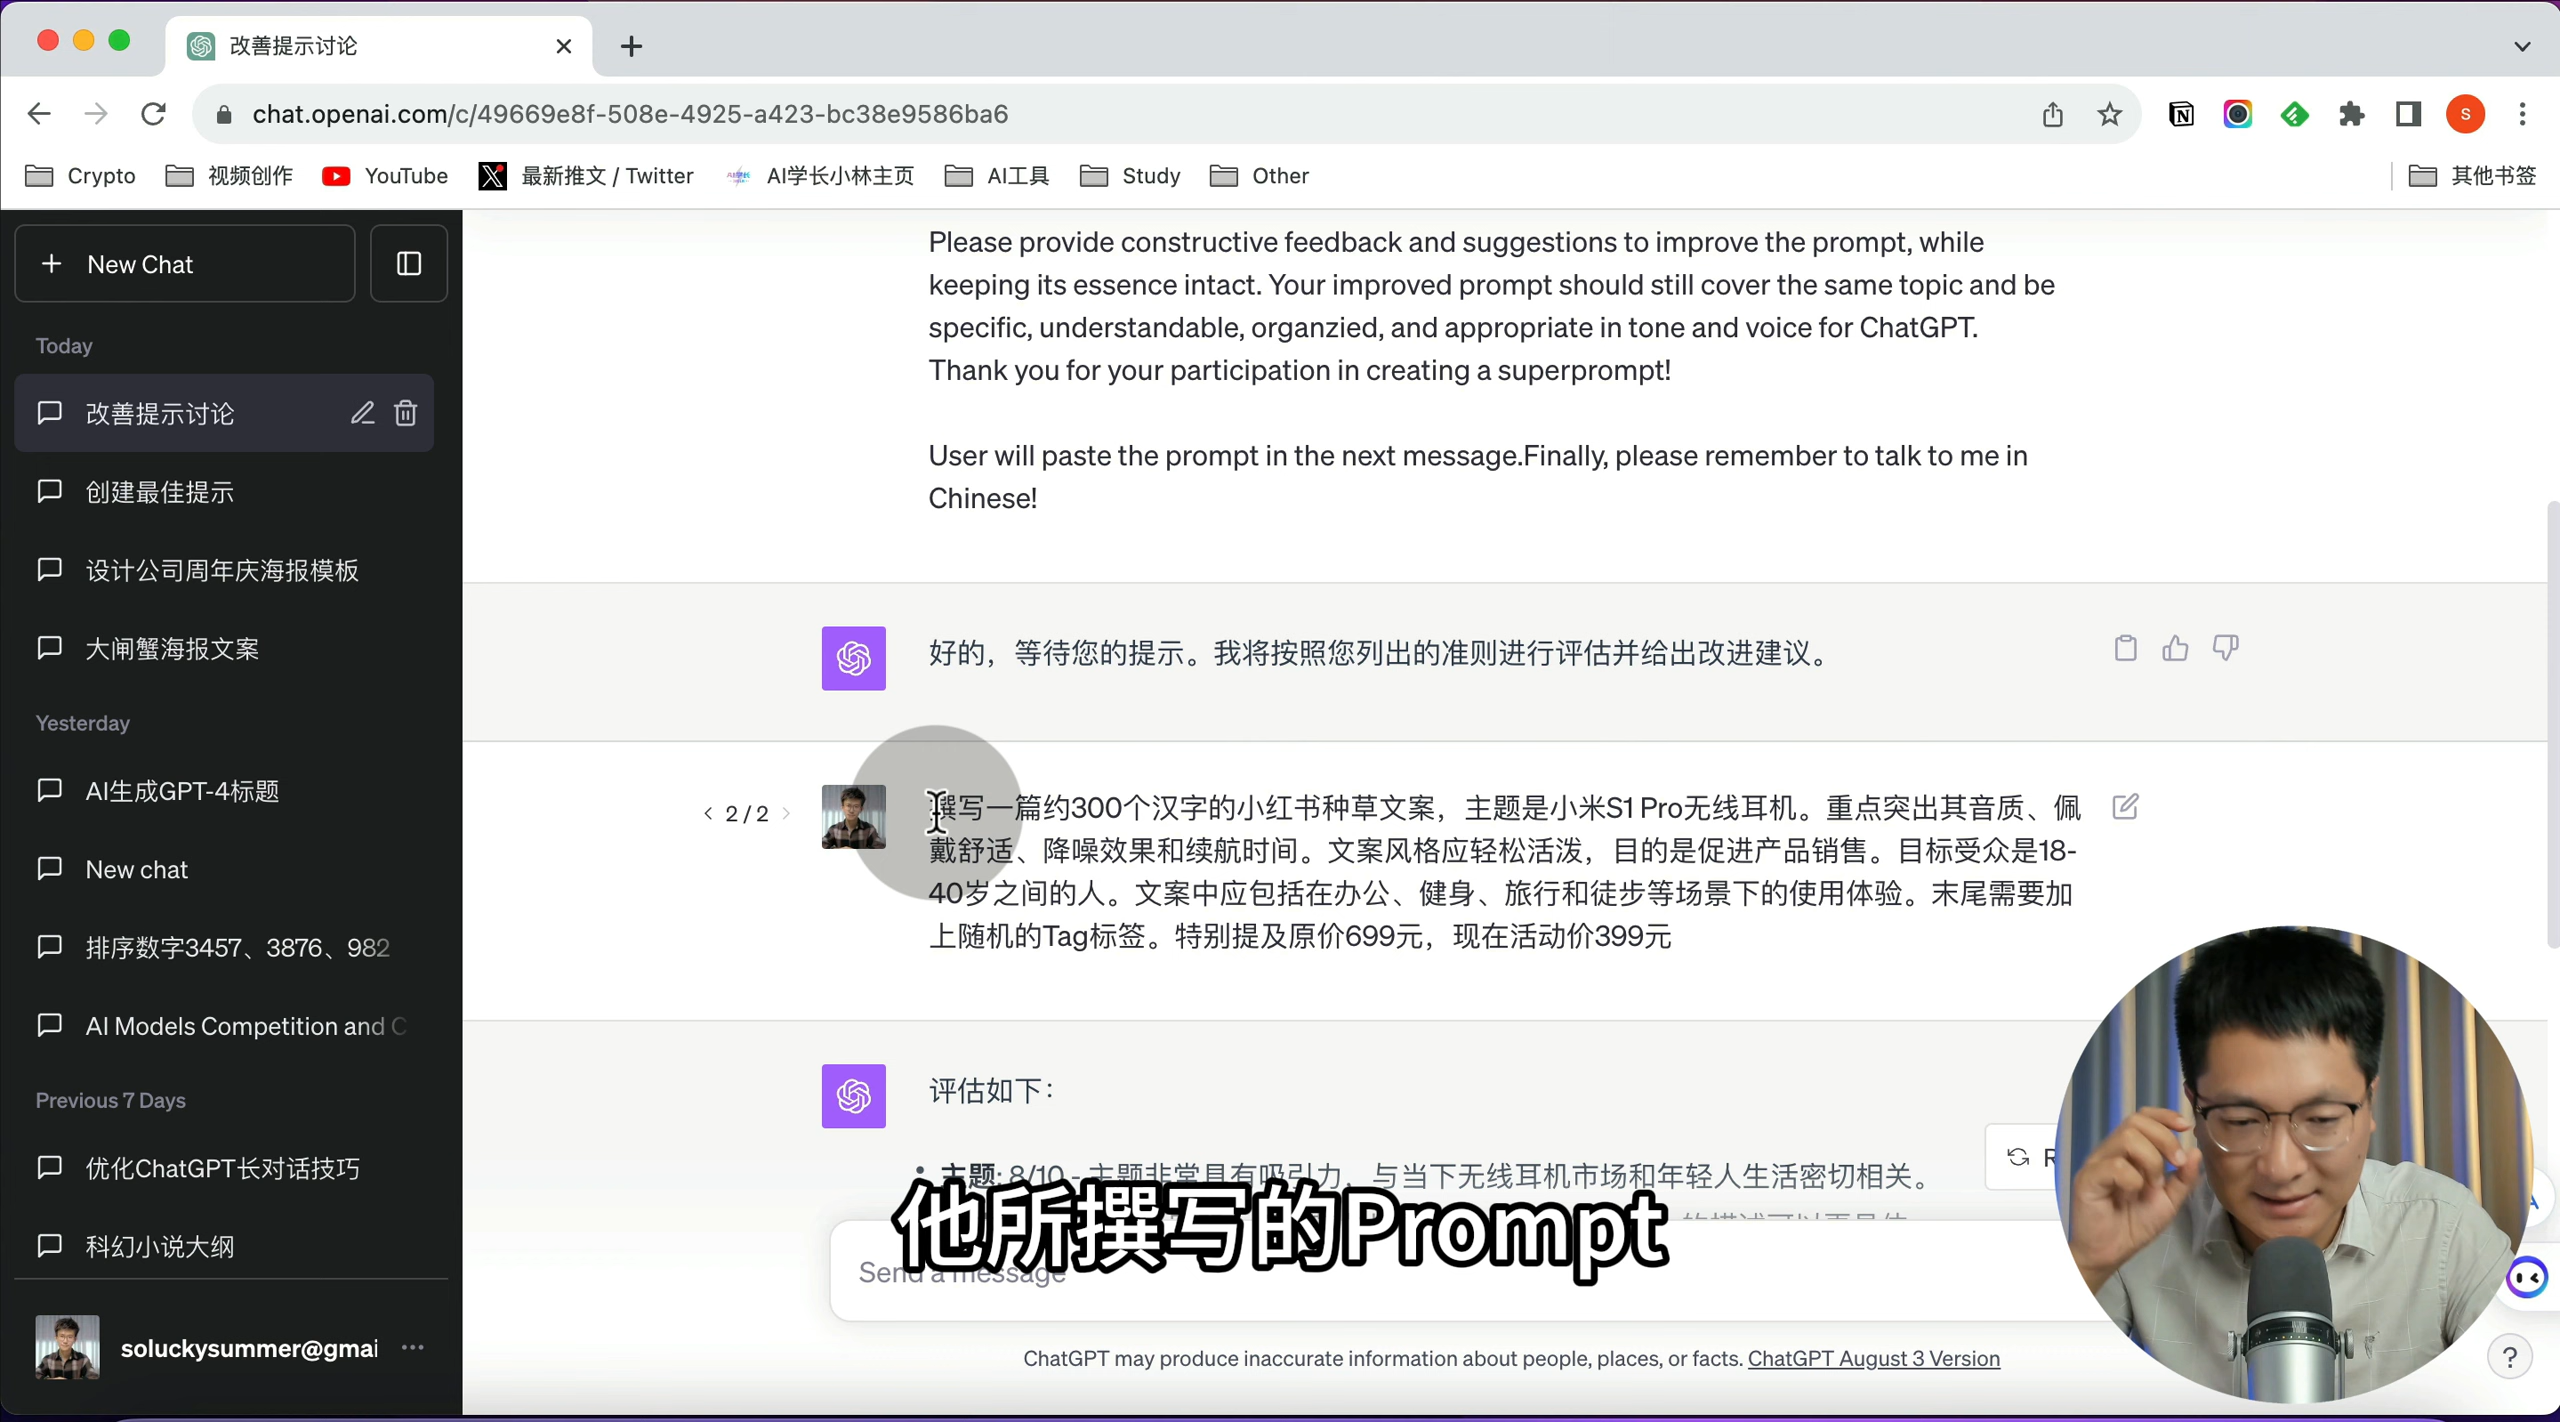 改善提示讨论
chat.openai.com/c/49669e8f-508e-4925-a423-bc38e9586ba6
S
Crypto
视频创作
YouTube
最新推文 / Twitter
AI学长小林主页
AI工具
Study
Other
其他书签
New Chat
Today
改善提示讨论
创建最佳提示
设计公司周年庆海报模板
大闸蟹海报文案
Yesterday
AI生成GPT-4标题
New chat
排序数字3457、3876、982
AI Models Competition and C
Previous 7 Days
优化ChatGPT长对话技巧
科幻小说大纲
soluckysummer@gmai
Please provide constructive feedback and suggestions to improve the prompt, while
keeping its essence intact. Your improved prompt should still cover the same topic and be
specific, understandable, organzied, and appropriate in tone and voice for ChatGPT.
Thank you for your participation in creating a superprompt!
User will paste the prompt in the next message.Finally, please remember to talk to me in
Chinese!
好的，等待您的提示。我将按照您列出的准则进行评估并给出改进建议。
2 / 2
撰写一篇约300个汉字的小红书种草文案，主题是小米S1 Pro无线耳机。重点突出其音质、佩
戴舒适、降噪效果和续航时间。文案风格应轻松活泼，目的是促进产品销售。目标受众是18-
40岁之间的人。文案中应包括在办公、健身、旅行和徒步等场景下的使用体验。末尾需要加
上随机的Tag标签。特别提及原价699元，现在活动价399元
评估如下：
主题: 8/10 - 主题非常具有吸引力，与当下无线耳机市场和年轻人生活密切相关。
他所撰写的Prompt
Send a message
ChatGPT may produce inaccurate information about people, places, or facts. ChatGPT August 3 Version
?